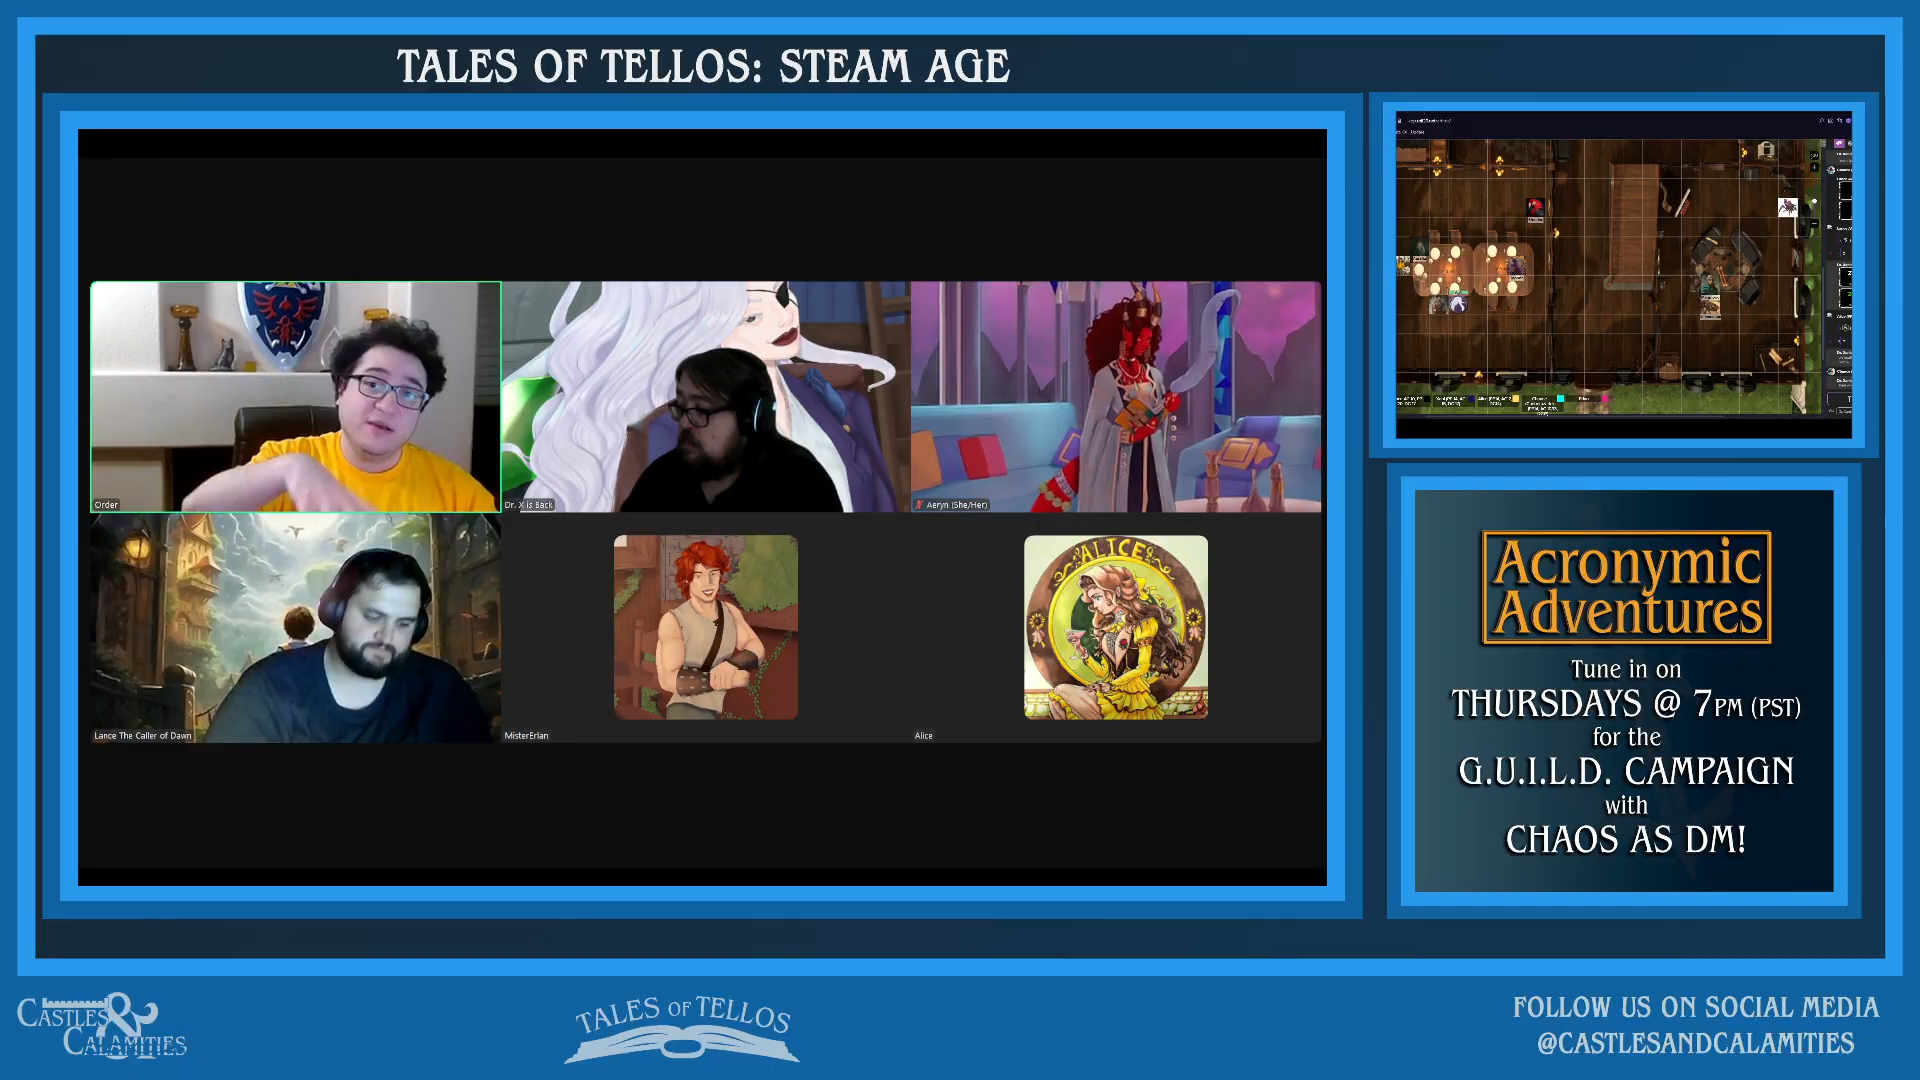 TALES OF TELLOS: STEAM AGE
Order
Dr. X is Back
Aeryn (She/Her)
Lance The Caller of Dawn
MisterErlan
ALICE
Alice
Acronymic
Adventures
Tune in on
THURSDAYS @ 7PM (PST)
for the
G.U.I.L.D. CAMPAIGN
with
CHAOS AS DM!
CASTLES &
CALAMITIES
TALES OF TELLOS
FOLLOW US ON SOCIAL MEDIA
@CASTLESANDCALAMITIES